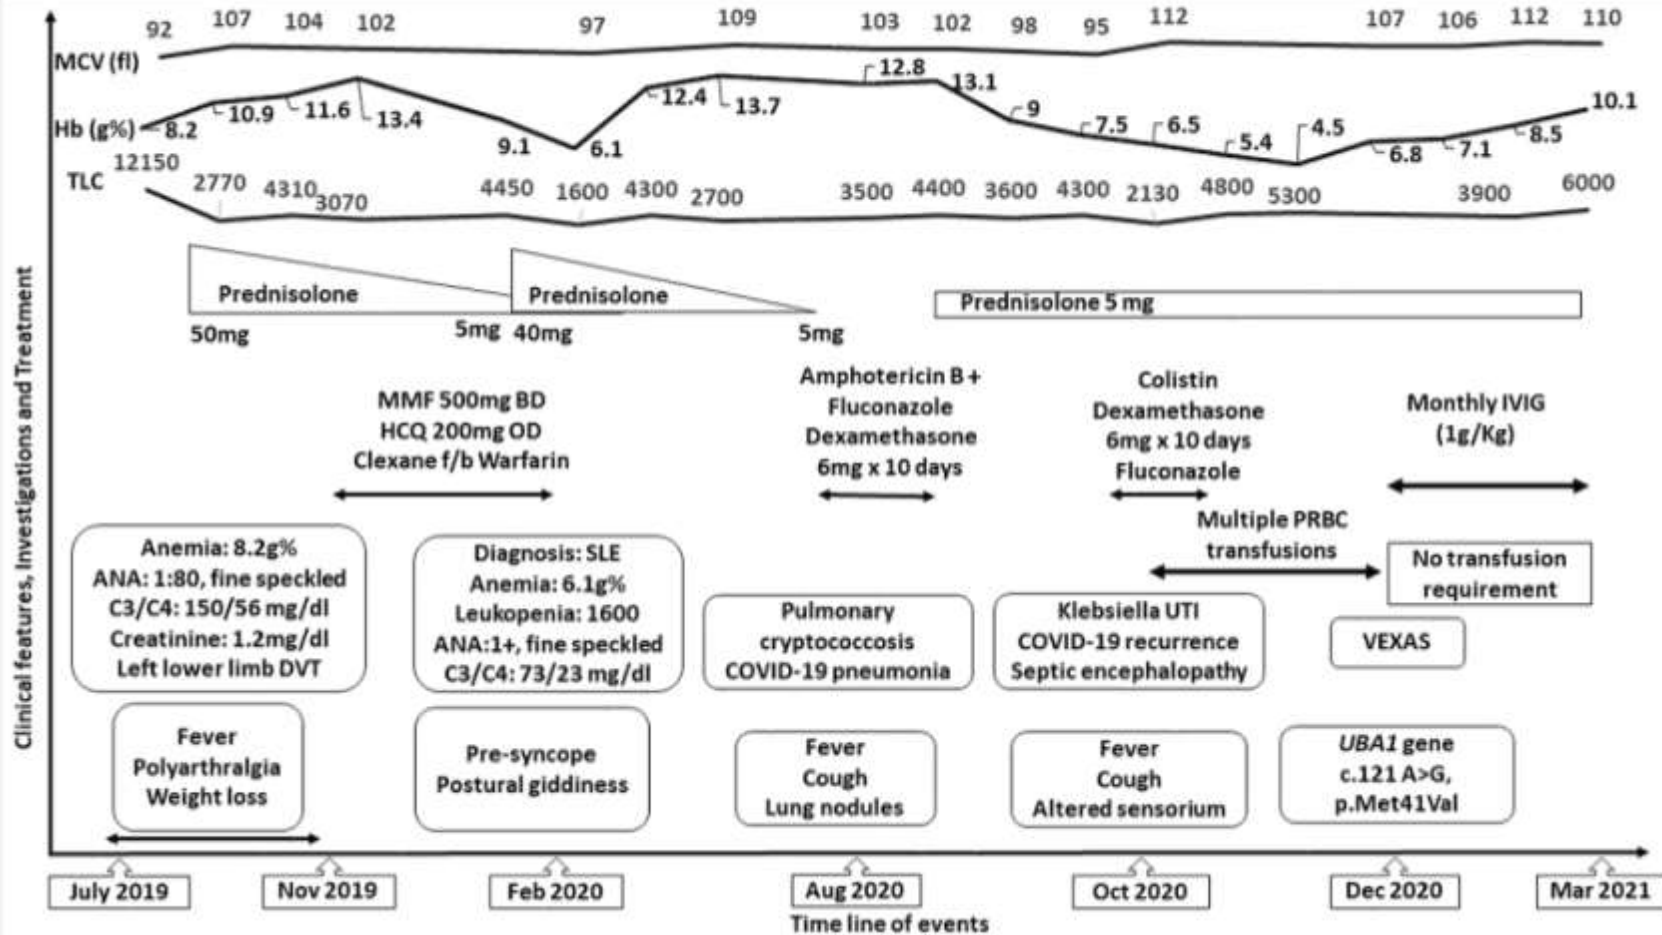 92 107 104 102 97 109 103 102 98 95 112 107 106 112 110
MCV (fl)
Hb (g%)
8.2 10.9 11.6 13.4 9.1 6.1 12.4 13.7 12.8 13.1 9 7.5 6.5 5.4 4.5 6.8 7.1 8.5 10.1
TLC
12150 2770 4310 3070 4450 1600 4300 2700 3500 4400 3600 4300 2130 4800 5300 3900 6000
Prednisolone
50mg
5mg
Prednisolone
40mg
5mg
Prednisolone 5 mg
MMF 500mg BD
HCQ 200mg OD
Clexane f/b Warfarin
Amphotericin B +
Fluconazole
Dexamethasone
6mg x 10 days
Colistin
Dexamethasone
6mg x 10 days
Fluconazole
Monthly IVIG
(1g/Kg)
Multiple PRBC
transfusions
No transfusion
requirement
Anemia: 8.2g%
ANA: 1:80, fine speckled
C3/C4: 150/56 mg/dl
Creatinine: 1.2mg/dl
Left lower limb DVT
Diagnosis: SLE
Anemia: 6.1g%
Leukopenia: 1600
ANA:1+, fine speckled
C3/C4: 73/23 mg/dl
Pulmonary
cryptococcosis
COVID-19 pneumonia
Klebsiella UTI
COVID-19 recurrence
Septic encephalopathy
VEXAS
Fever
Polyarthralgia
Weight loss
Pre-syncope
Postural giddiness
Fever
Cough
Lung nodules
Fever
Cough
Altered sensorium
UBA1 gene
c.121 A>G,
p.Met41Val
Clinical features, Investigations and Treatment
July 2019
Nov 2019
Feb 2020
Aug 2020
Oct 2020
Dec 2020
Mar 2021
Time line of events